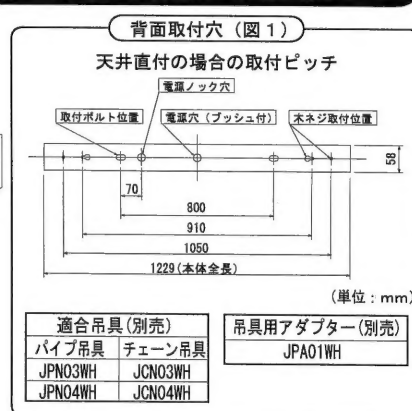 背面取付穴（図１）
天井直付の場合の取付ピッチ
電源ノック穴
取付ボルト位置
電源穴（ブッシュ付）
木ネジ取付位置
58
70
800
910
1050
1229(本体全長)
(単位：mm)
適合吊具(別売)
パイプ吊具 チェーン吊具
JPN03WH JCN03WH
JPN04WH JCN04WH
吊具用アダプター(別売)
JPA01WH